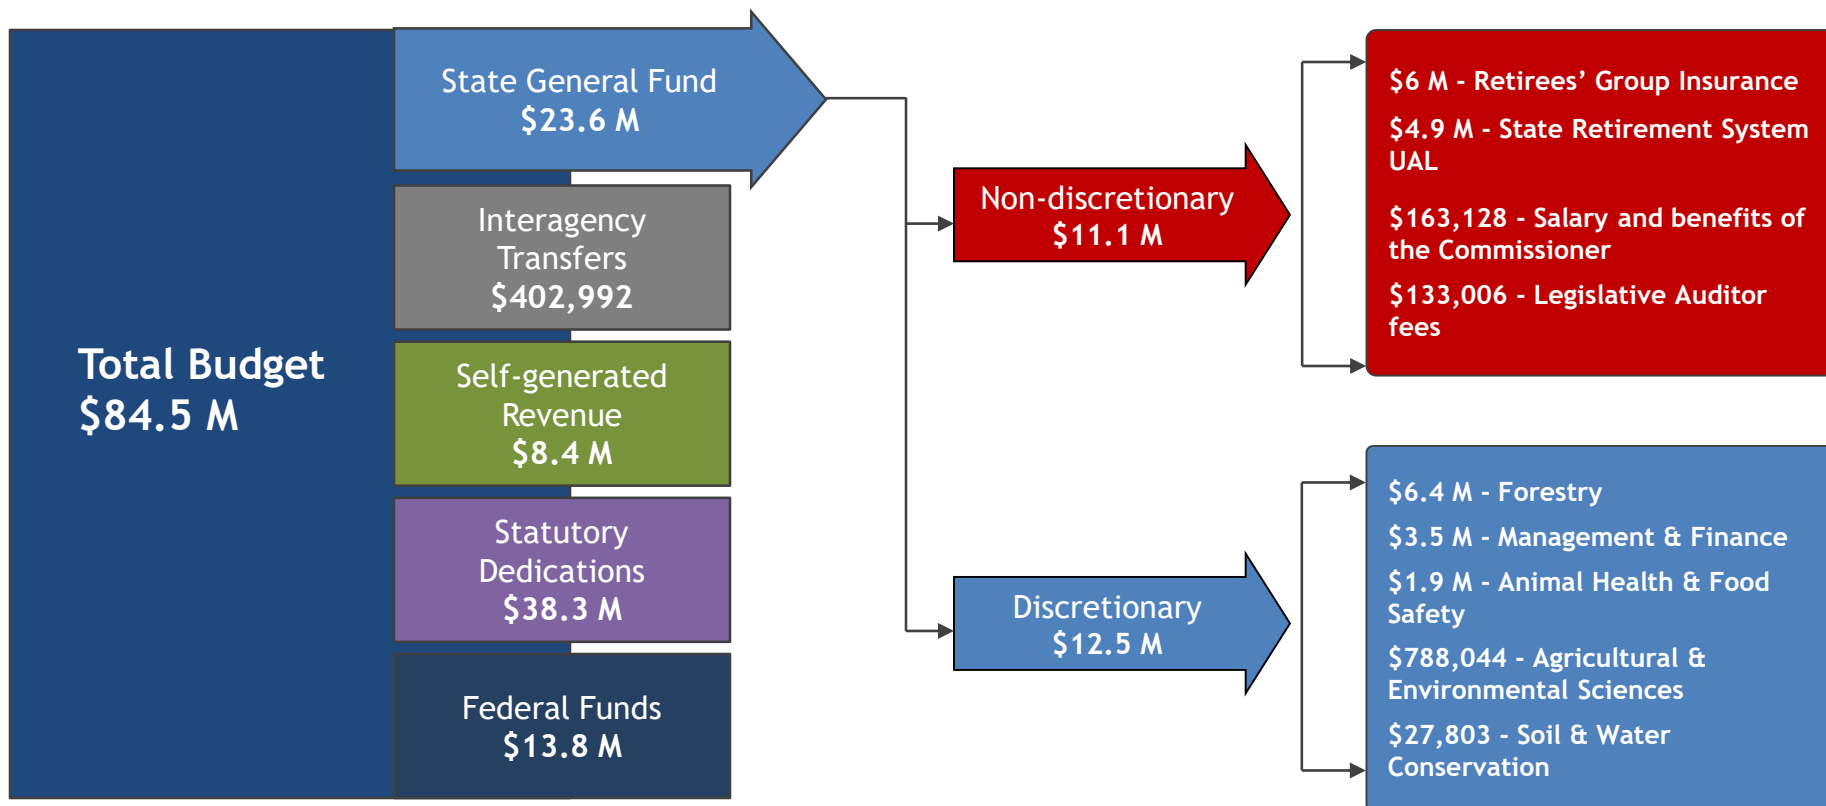 Total Budget
$84.5 M
State General Fund
$23.6 M
Interagency
Transfers
$402,992
Self-generated
Revenue
$8.4 M
Statutory
Dedications
$38.3 M
Federal Funds
$13.8 M
Non-discretionary
$11.1 M
$6 M - Retirees’ Group Insurance
$4.9 M - State Retirement System
UAL
$163,128 - Salary and benefits of
the Commissioner
$133,006 - Legislative Auditor
fees
Discretionary
$12.5 M
$6.4 M - Forestry
$3.5 M - Management & Finance
$1.9 M - Animal Health & Food
Safety
$788,044 - Agricultural &
Environmental Sciences
$27,803 - Soil & Water
Conservation